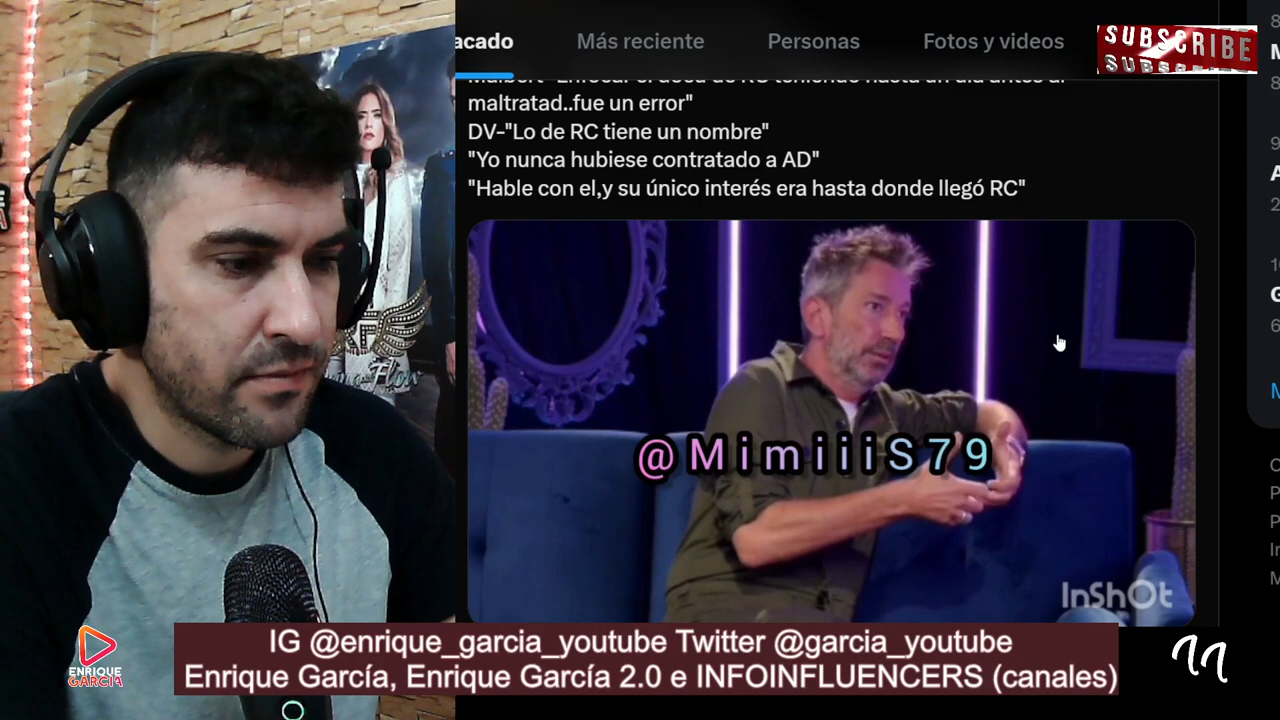 acado Más reciente Personas Fotos y videos
SUBSCRIBE
maltratad..fue un error"
DV-"Lo de RC tiene un nombre"
"Yo nunca hubiese contratado a AD"
"Hable con el,y su único interés era hasta donde llegó RC"
@MimiiiS79
InShOt
IG @enrique_garcia_youtube Twitter @garcia_youtube
Enrique García, Enrique García 2.0 e INFOINFLUENCERS (canales)
ENRIQUE
GARCÍA